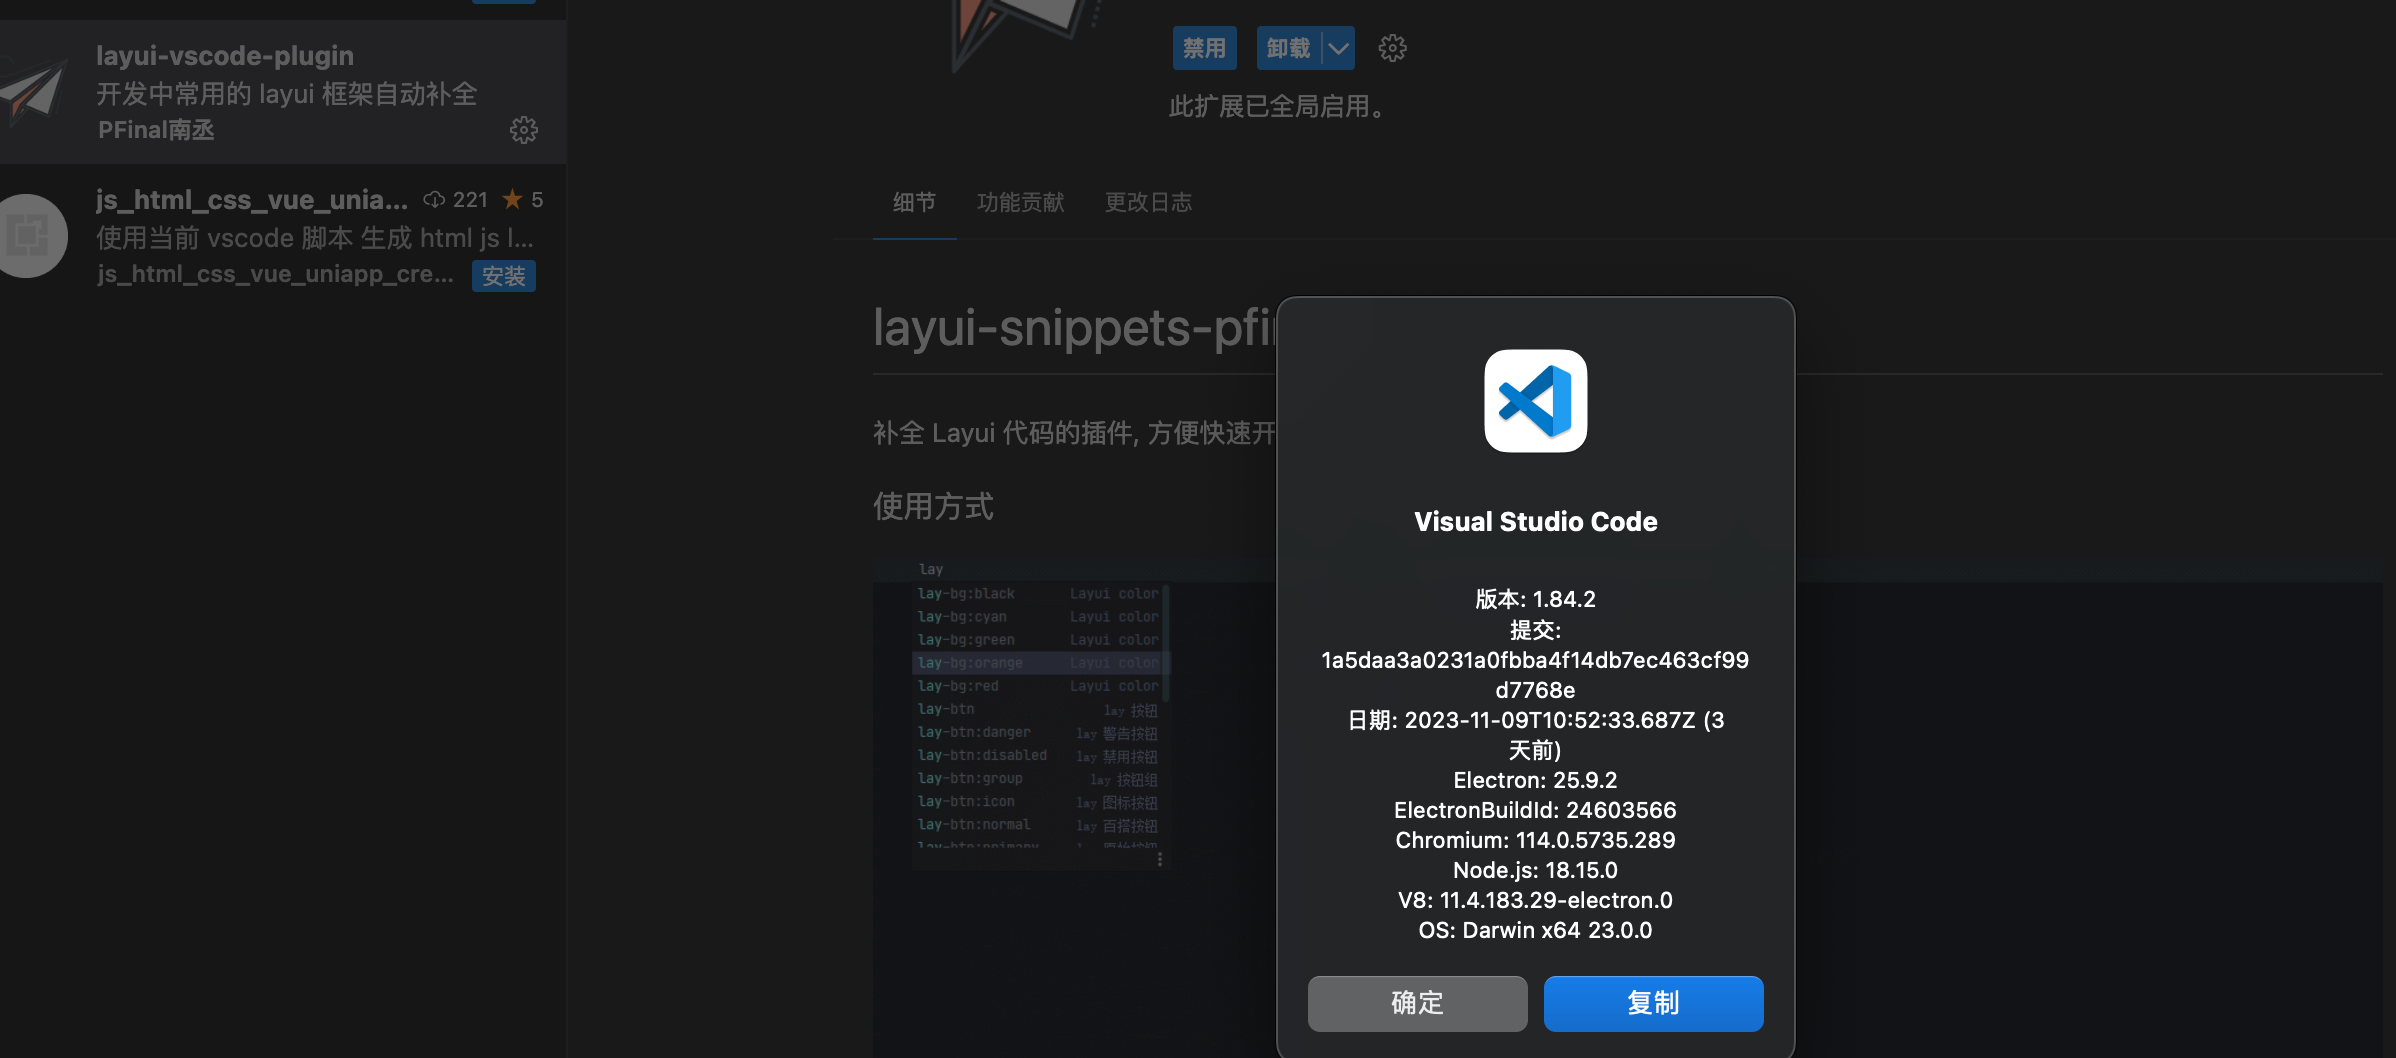 layui-vscode-plugin
开发中常用的 layui 框架自动补全
PFinal南丞
js_html_css_vue_unia... 221 5
使用当前 vscode 脚本 生成 html js l...
js_html_css_vue_uniapp_cre... 安装
禁用 卸载
此扩展已全局启用。
细节 功能贡献 更改日志
layui-snippets-pfi
补全 Layui 代码的插件, 方便快速开
使用方式
lay
lay-bg:black Layui color
lay-bg:cyan Layui color
lay-bg:green Layui color
lay-bg:orange Layui color
lay-bg:red Layui color
lay-btn lay 按钮
lay-btn:danger lay 警告按钮
lay-btn:disabled lay 禁用按钮
lay-btn:group lay 按钮组
lay-btn:icon lay 图标按钮
lay-btn:normal lay 百搭按钮
Visual Studio Code
版本: 1.84.2
提交:
1a5daa3a0231a0fbba4f14db7ec463cf99
d7768e
日期: 2023-11-09T10:52:33.687Z (3
天前)
Electron: 25.9.2
ElectronBuildId: 24603566
Chromium: 114.0.5735.289
Node.js: 18.15.0
V8: 11.4.183.29-electron.0
OS: Darwin x64 23.0.0
确定 复制